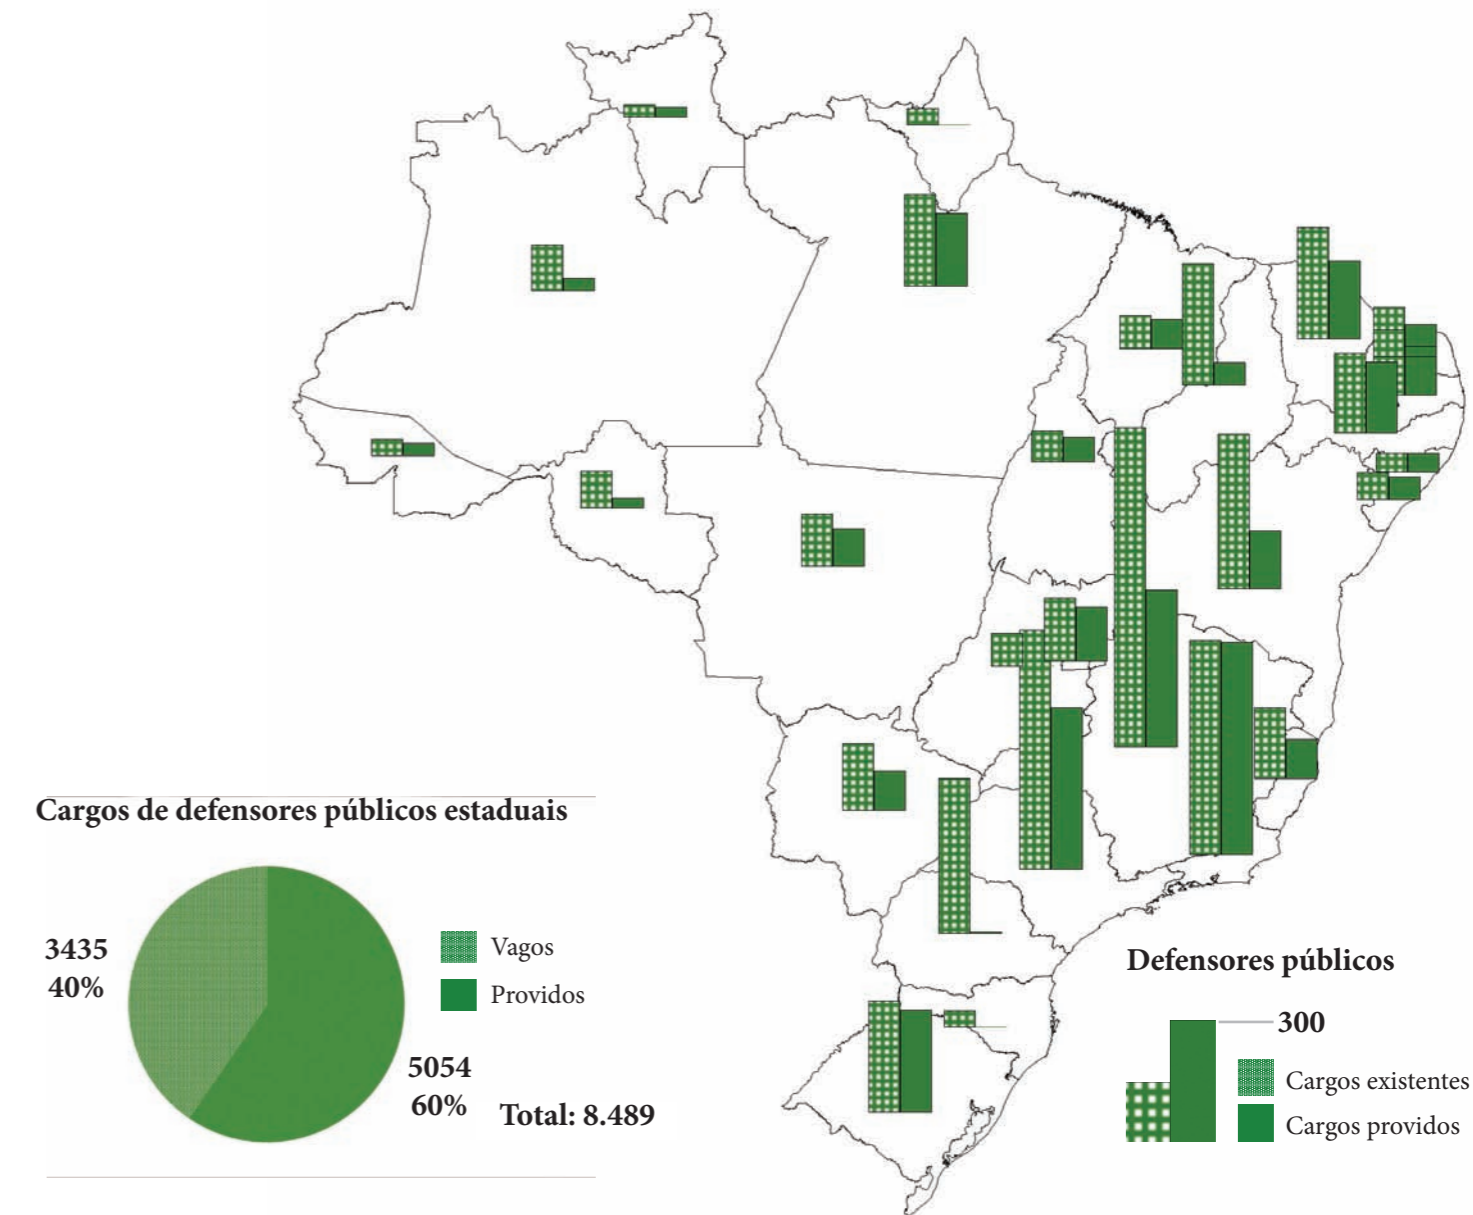 Cargos de defensores públicos estaduais
3435
40%
Vagos
Providos
5054
60%
Total: 8.489
Defensores públicos
300
Cargos existentes
Cargos providos